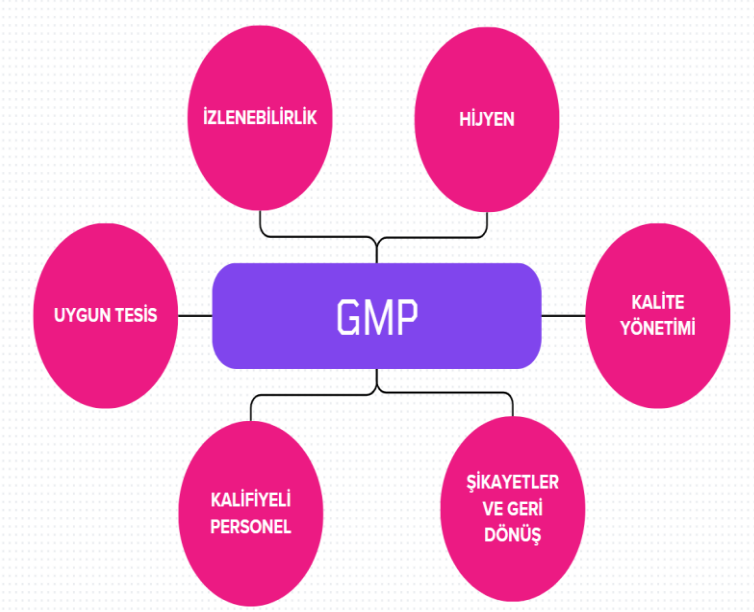 İZLENEBİLİRLİK
HİJYEN
UYGUN TESİS
GMP
KALİTE
YÖNETİMİ
KALİFİYELİ
PERSONEL
ŞİKAYETLER
VE GERİ
DÖNÜŞ